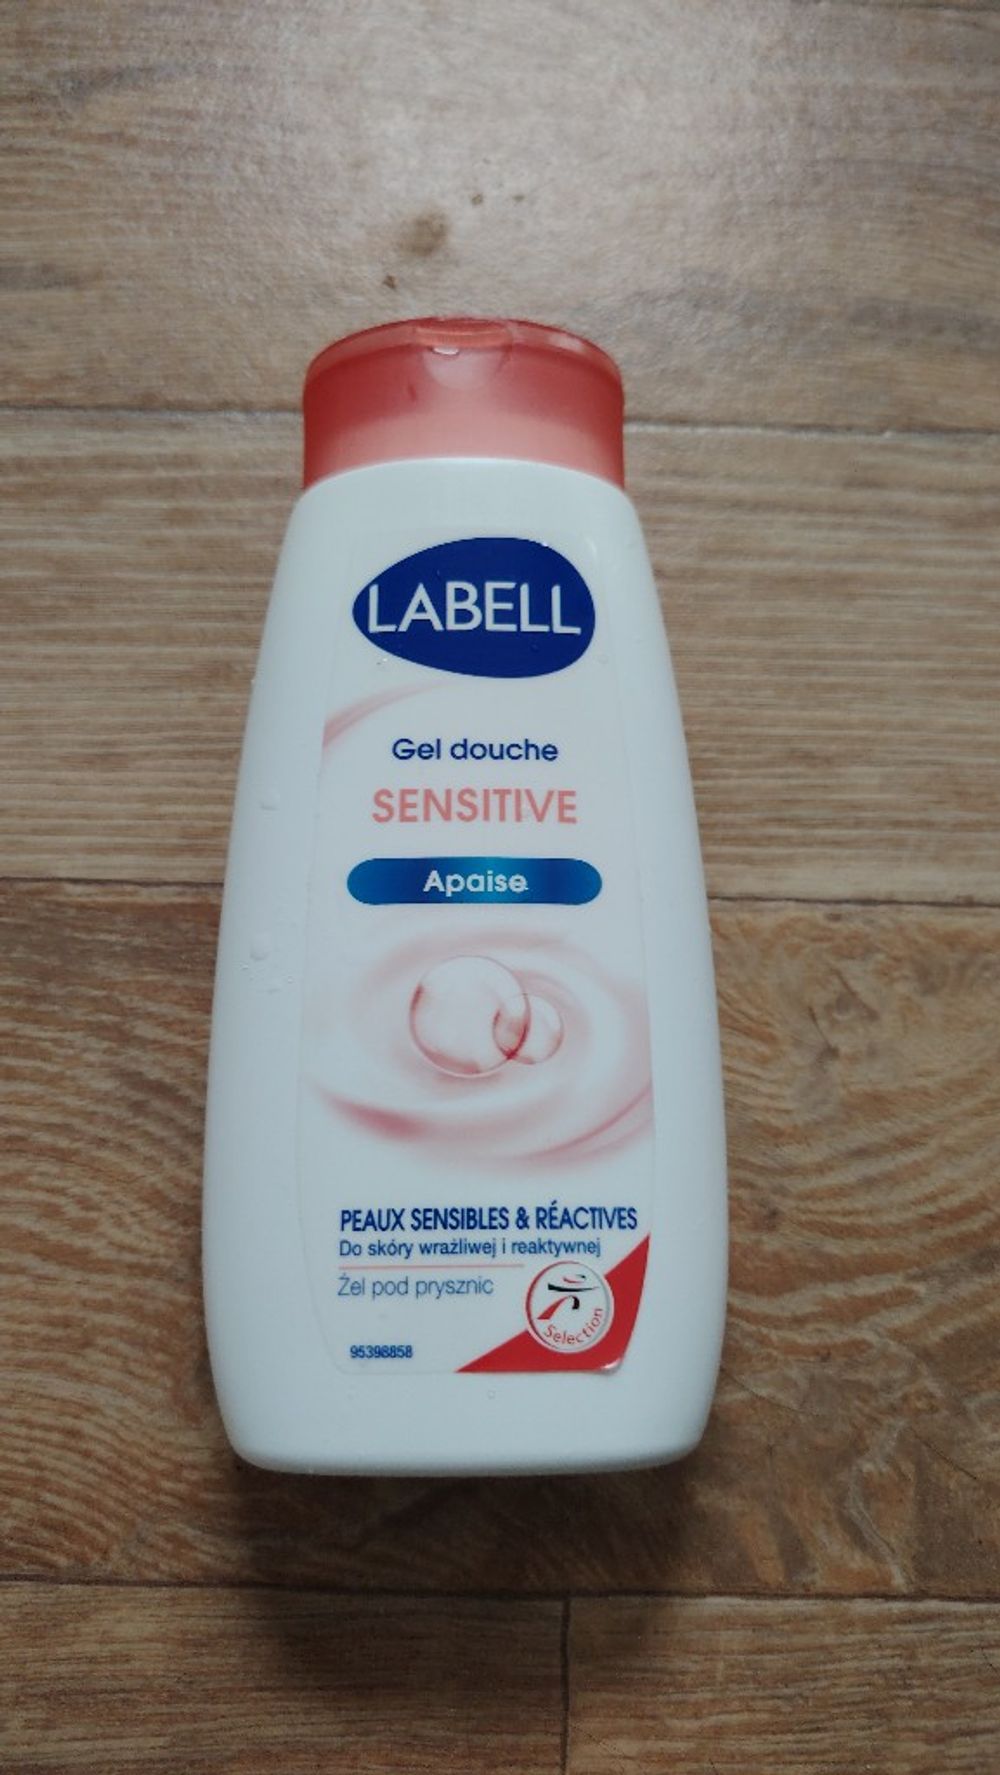 LABELL
Gel douche
SENSITIVE
Apaise
PEAUX SENSIBLES & RÉACTIVES
Do skóry wrażliwej i reaktywnej
Żel pod prysznic
Selection
95398858